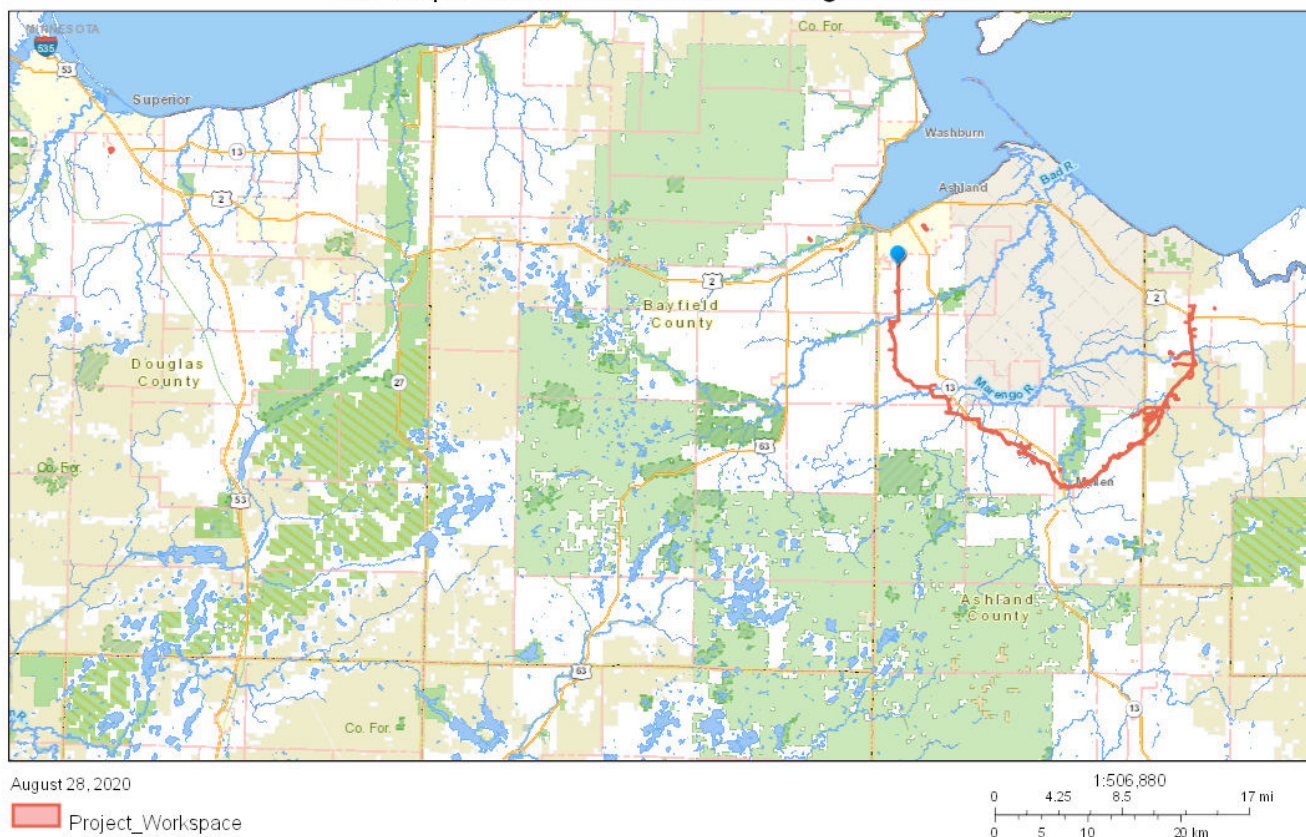 MINNESOTA
535
53
Superior
13
2
Co. For.
Washburn
Ashland
Bad R.
2
Bayfield
County
2
Douglas
County
27
13
Marengo R.
63
Mellen
Co. For.
53
Ashland
County
63
13
Co. For.
R.
August 28, 2020
Project_Workspace
1:506,880
0 4.25 8.5 17 mi
0 5 10 20 km